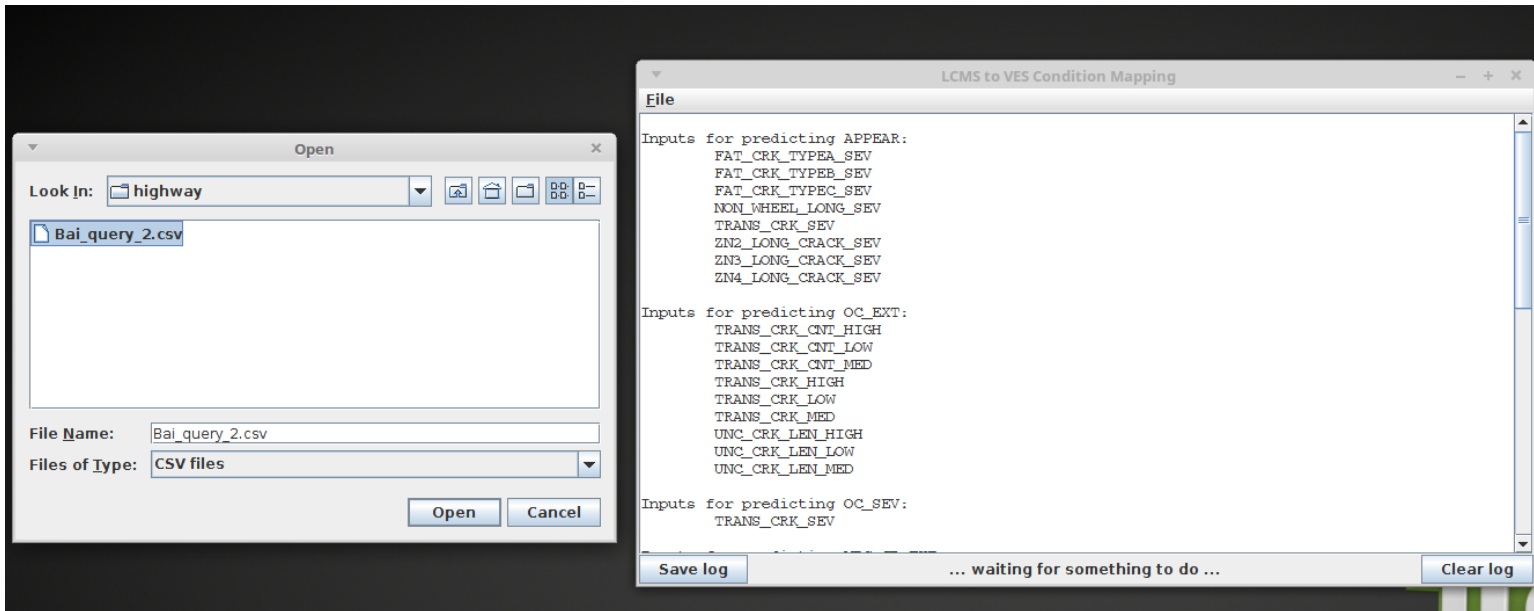 Open
Look In: highway
Bai_query_2.csv
File Name: Bai_query_2.csv
Files of Type: CSV files
Open Cancel
LCMS to VES Condition Mapping
File
Inputs for predicting APPEAR:
FAT_CRK_TYPEA_SEV
FAT_CRK_TYPEB_SEV
FAT_CRK_TYPEC_SEV
NON_WHEEL_LONG_SEV
TRANS_CRK_SEV
ZN2_LONG_CRACK_SEV
ZN3_LONG_CRACK_SEV
ZN4_LONG_CRACK_SEV
Inputs for predicting OC_EXT:
TRANS_CRK_CNT_HIGH
TRANS_CRK_CNT_LOW
TRANS_CRK_CNT_MED
TRANS_CRK_HIGH
TRANS_CRK_LOW
TRANS_CRK_MED
UNC_CRK_LEN_HIGH
UNC_CRK_LEN_LOW
UNC_CRK_LEN_MED
Inputs for predicting OC_SEV:
TRANS_CRK_SEV
Save log ... waiting for something to do ... Clear log